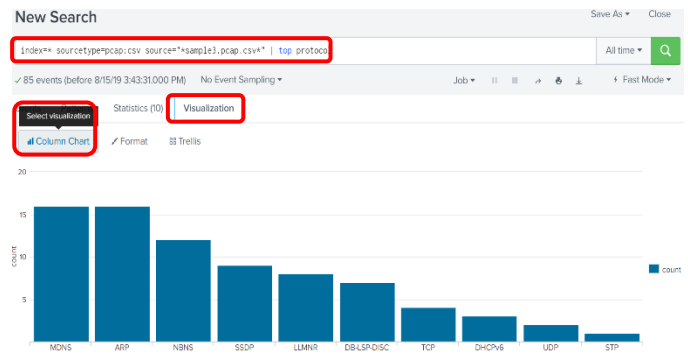 New Search
Save As ▾ Close
index=* sourcetype=pcap:csv source="*sample3.pcap.csv*" | top protoco
All time ▾
✓ 85 events (before 8/15/19 3:43:31.000 PM) No Event Sampling ▾
Job ▾
Fast Mode ▾
Statistics (10) Visualization
Select visualization
Column Chart Format Trellis
20
15
10
5
count
count
MDNS ARP NBNS SSDP LLMNR DB-LSP-DISC TCP DHCPv6 UDP STP